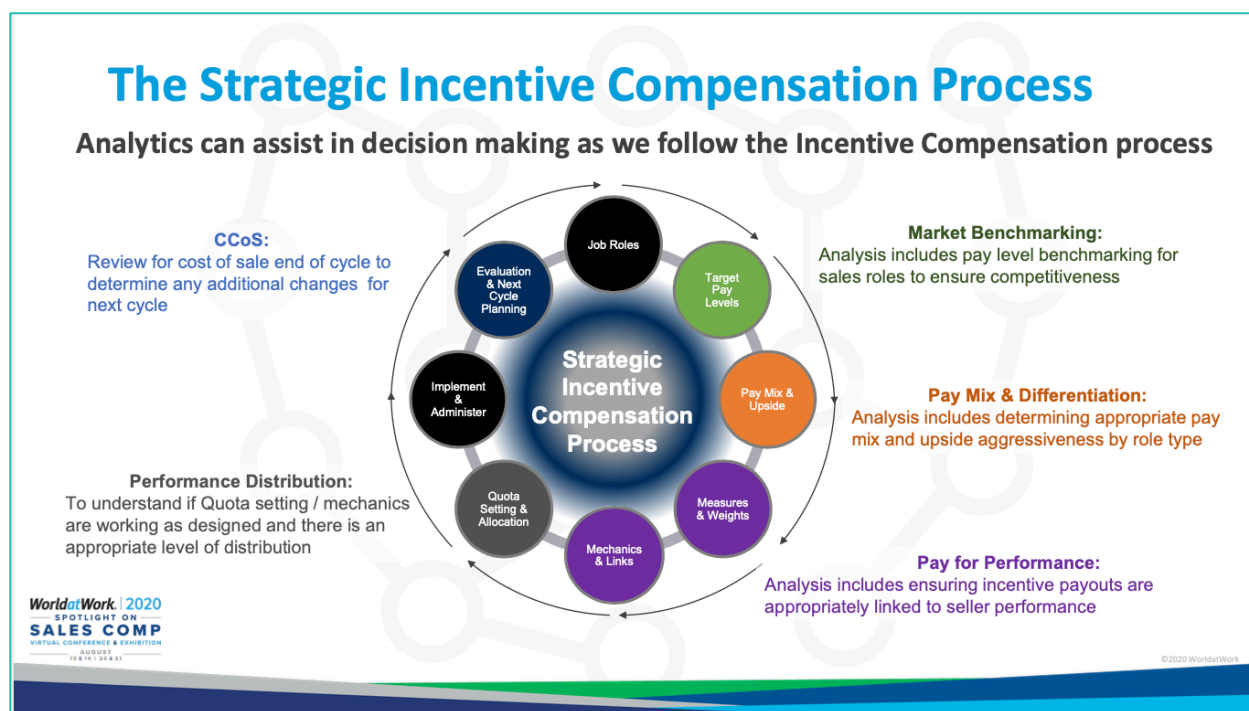 The Strategic Incentive Compensation Process
Analytics can assist in decision making as we follow the Incentive Compensation process
CCoS:
Review for cost of sale end of cycle to
determine any additional changes for
next cycle
Performance Distribution:
To understand if Quota setting / mechanics
are working as designed and there is an
appropriate level of distribution
Job Roles
Target
Pay
Levels
Pay Mix &
Upside
Measures
& Weights
Mechanics
& Links
Quota
Setting &
Allocation
Implement
&
Administer
Evaluation
& Next
Cycle
Planning
Strategic
Incentive
Compensation
Process
Market Benchmarking:
Analysis includes pay level benchmarking for
sales roles to ensure competitiveness
Pay Mix & Differentiation:
Analysis includes determining appropriate pay
mix and upside aggressiveness by role type
Pay for Performance:
Analysis includes ensuring incentive payouts are
appropriately linked to seller performance
WorldatWork. | 2020
SPOTLIGHT ON
SALES COMP
VIRTUAL CONFERENCE & EXHIBITION
AUGUST
13 & 14 | 20 & 21
©2020 WorldatWork